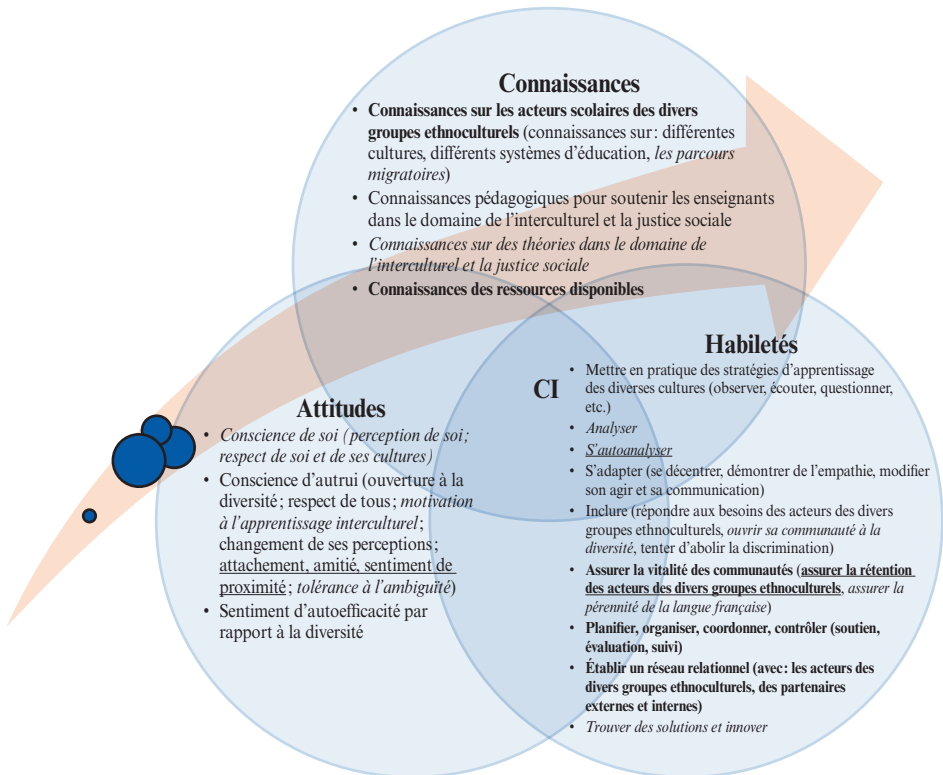 Connaissances
• Connaissances sur les acteurs scolaires des divers
groupes ethnoculturels (connaissances sur : différentes
cultures, différents systèmes d’éducation, les parcours
migratoires)
• Connaissances pédagogiques pour soutenir les enseignants
dans le domaine de l’interculturel et la justice sociale
• Connaissances sur des théories dans le domaine de
l’interculturel et la justice sociale
• Connaissances des ressources disponibles
CI
Attitudes
• Conscience de soi (perception de soi ;
respect de soi et de ses cultures)
• Conscience d’autrui (ouverture à la
diversité ; respect de tous ; motivation
à l’apprentissage interculturel ;
changement de ses perceptions ;
attachement, amitié, sentiment de
proximité ; tolérance à l’ambiguïté)
• Sentiment d’autoefficacité par
rapport à la diversité
Habiletés
• Mettre en pratique des stratégies d’apprentissage
des diverses cultures (observer, écouter, questionner,
etc.)
• Analyser
• S’autoanalyser
• S’adapter (se décentrer, démontrer de l’empathie, modifier
son agir et sa communication)
• Inclure (répondre aux besoins des acteurs des divers
groupes ethnoculturels, ouvrir sa communauté à la
diversité, tenter d’abolir la discrimination)
• Assurer la vitalité des communautés (assurer la rétention
des acteurs des divers groupes ethnoculturels, assurer la
pérennité de la langue française)
• Planifier, organiser, coordonner, contrôler (soutien,
évaluation, suivi)
• Établir un réseau relationnel (avec : les acteurs des
divers groupes ethnoculturels, des partenaires
externes et internes)
• Trouver des solutions et innover